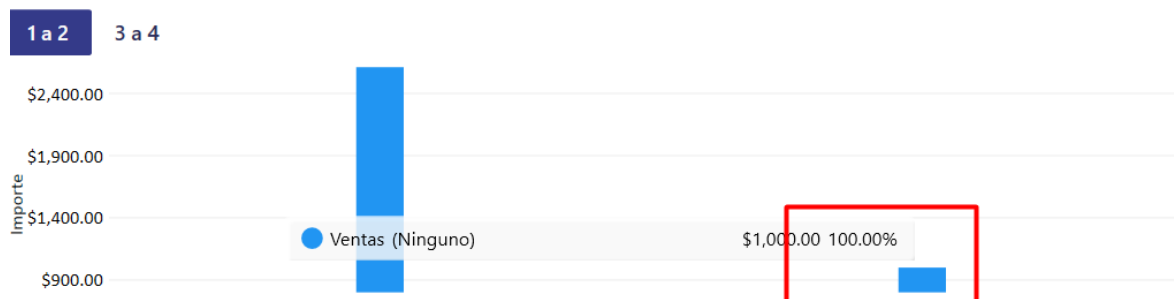 1 a 2 3 a 4
$2,400.00
$1,900.00
Importe
$1,400.00
Ventas (Ninguno) $1,000.00 100.00%
$900.00